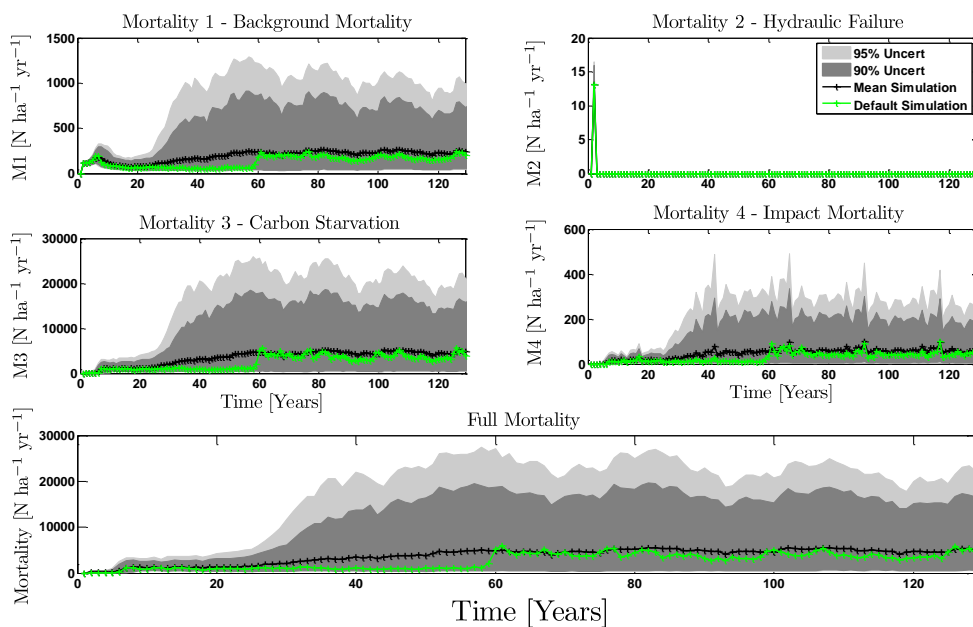 Mortality 1 - Background Mortality
1500
1000
500
0
M1 [N ha−1 yr−1]
0 20 40 60 80 100 120
Mortality 2 - Hydraulic Failure
20
15
10
5
0
M2 [N ha−1 yr−1]
95% Uncert
90% Uncert
Mean Simulation
Default Simulation
0 20 40 60 80 100 120
Mortality 3 - Carbon Starvation
30000
20000
10000
0
M3 [N ha−1 yr−1]
0 20 40 60 80 100 120
Time [Years]
Mortality 4 - Impact Mortality
600
400
200
0
M4 [N ha−1 yr−1]
0 20 40 60 80 100 120
Time [Years]
Full Mortality
30000
20000
10000
0
Mortality [N ha−1 yr−1]
0 20 40 60 80 100 120
Time [Years]